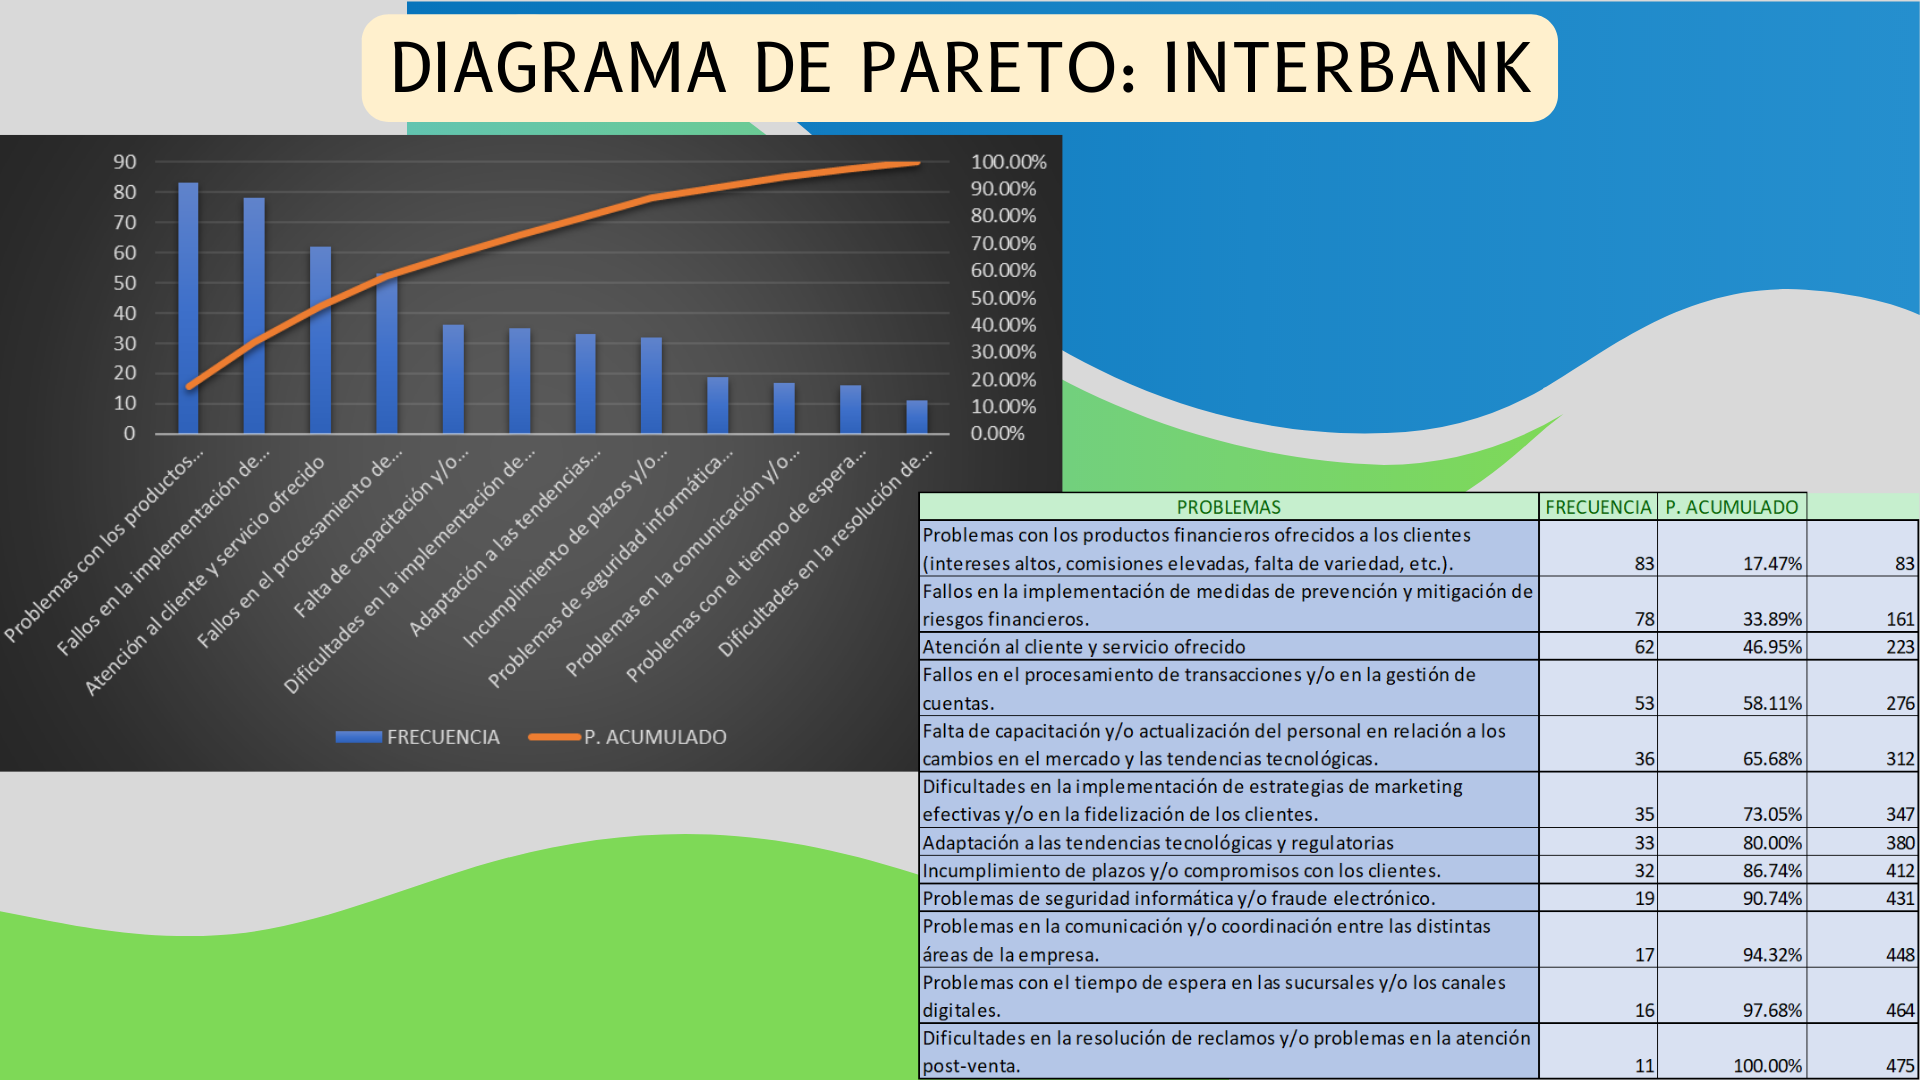 DIAGRAMA DE PARETO: INTERBANK
90
80
70
60
50
40
30
20
10
0
100.00%
90.00%
80.00%
70.00%
60.00%
50.00%
40.00%
30.00%
20.00%
10.00%
0.00%
Problemas con los productos...
Fallos en la implementación de...
Atención al cliente y servicio ofrecido
Fallos en el procesamiento de...
Falta de capacitación y/o...
Dificultades en la implementación de...
Adaptación a las tendencias...
Incumplimiento de plazos y/o...
Problemas de seguridad informática...
Problemas en la comunicación y/o...
Problemas con el tiempo de espera...
Dificultades en la resolución de...
FRECUENCIA P. ACUMULADO
PROBLEMAS FRECUENCIA P. ACUMULADO
Problemas con los productos financieros ofrecidos a los clientes
(intereses altos, comisiones elevadas, falta de variedad, etc.). 83 17.47% 83
Fallos en la implementación de medidas de prevención y mitigación de
riesgos financieros. 78 33.89% 161
Atención al cliente y servicio ofrecido 62 46.95% 223
Fallos en el procesamiento de transacciones y/o en la gestión de
cuentas. 53 58.11% 276
Falta de capacitación y/o actualización del personal en relación a los
cambios en el mercado y las tendencias tecnológicas. 36 65.68% 312
Dificultades en la implementación de estrategias de marketing
efectivas y/o en la fidelización de los clientes. 35 73.05% 347
Adaptación a las tendencias tecnológicas y regulatorias 33 80.00% 380
Incumplimiento de plazos y/o compromisos con los clientes. 32 86.74% 412
Problemas de seguridad informática y/o fraude electrónico. 19 90.74% 431
Problemas en la comunicación y/o coordinación entre las distintas
áreas de la empresa. 17 94.32% 448
Problemas con el tiempo de espera en las sucursales y/o los canales
digitales. 16 97.68% 464
Dificultades en la resolución de reclamos y/o problemas en la atención
post-venta. 11 100.00% 475